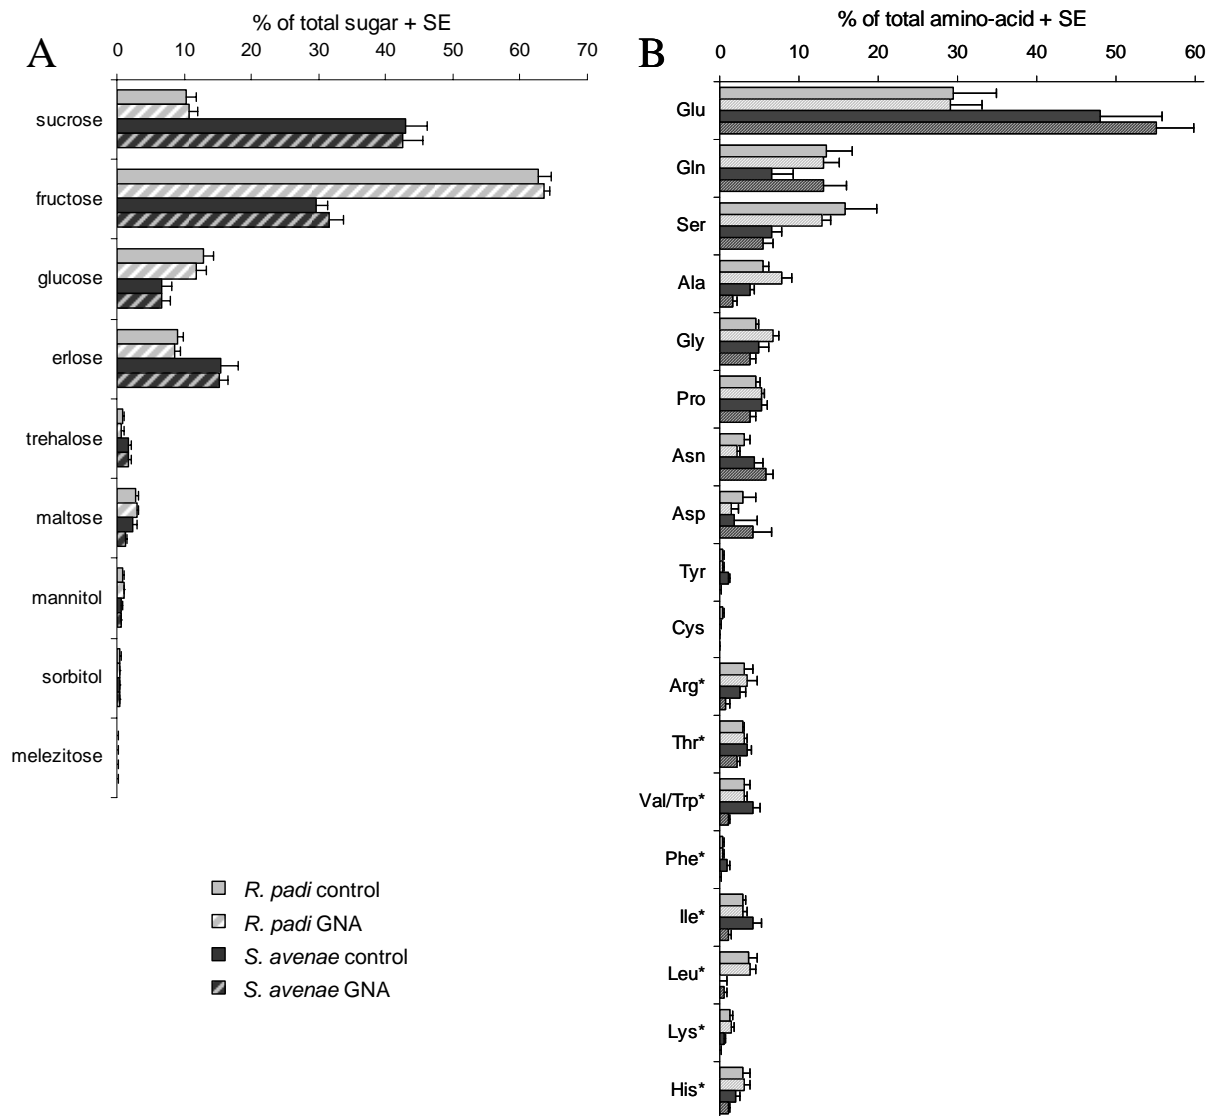 A
% of total sugar + SE
0 10 20 30 40 50 60 70
sucrose
fructose
glucose
erlose
trehalose
maltose
mannitol
sorbitol
melezitose
R. padi control
R. padi GNA
S. avenae control
S. avenae GNA
B
% of total amino-acid + SE
0 10 20 30 40 50 60
Glu
Gln
Ser
Ala
Gly
Pro
Asn
Asp
Tyr
Cys
Arg*
Thr*
Val/Trp*
Phe*
Ile*
Leu*
Lys*
His*